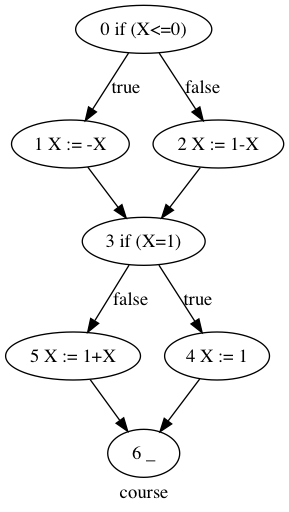 0 if (X<=0)
true
false
1 X := -X
2 X := 1-X
3 if (X=1)
false
true
5 X := 1+X
4 X := 1
6 _
course